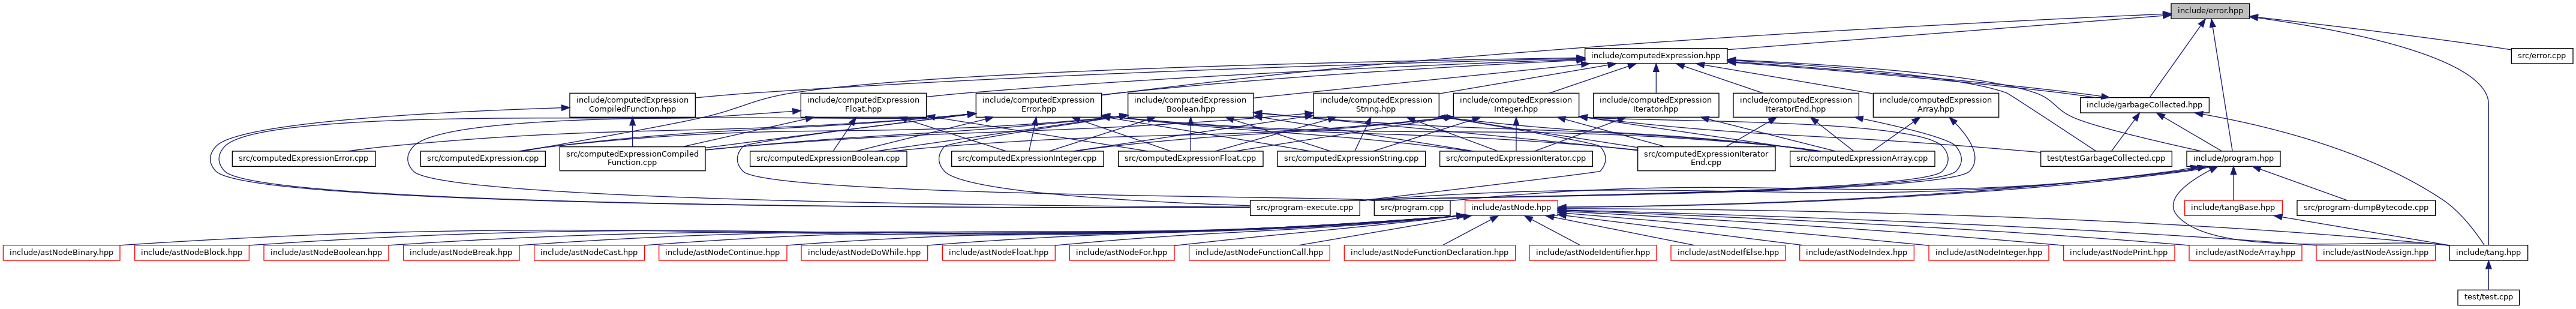 include/error.hpp
include/computedExpression.hpp
src/error.cpp
include/computedExpression
CompiledFunction.hpp
include/computedExpression
Float.hpp
include/computedExpression
Error.hpp
include/computedExpression
Boolean.hpp
include/computedExpression
String.hpp
include/computedExpression
Integer.hpp
include/computedExpression
Iterator.hpp
include/computedExpression
IteratorEnd.hpp
include/computedExpression
Array.hpp
include/garbageCollected.hpp
src/computedExpressionError.cpp
src/computedExpression.cpp
src/computedExpressionCompiled
Function.cpp
src/computedExpressionBoolean.cpp
src/computedExpressionInteger.cpp
src/computedExpressionFloat.cpp
src/computedExpressionString.cpp
src/computedExpressionIterator.cpp
src/computedExpressionIterator
End.cpp
src/computedExpressionArray.cpp
test/testGarbageCollected.cpp
include/program.hpp
src/program-execute.cpp
src/program.cpp
include/astNode.hpp
include/tangBase.hpp
src/program-dumpBytecode.cpp
include/astNodeBinary.hpp
include/astNodeBlock.hpp
include/astNodeBoolean.hpp
include/astNodeBreak.hpp
include/astNodeCast.hpp
include/astNodeContinue.hpp
include/astNodeDoWhile.hpp
include/astNodeFloat.hpp
include/astNodeFor.hpp
include/astNodeFunctionCall.hpp
include/astNodeFunctionDeclaration.hpp
include/astNodeIdentifier.hpp
include/astNodeIfElse.hpp
include/astNodeIndex.hpp
include/astNodeInteger.hpp
include/astNodePrint.hpp
include/astNodeArray.hpp
include/astNodeAssign.hpp
include/tang.hpp
test/test.cpp